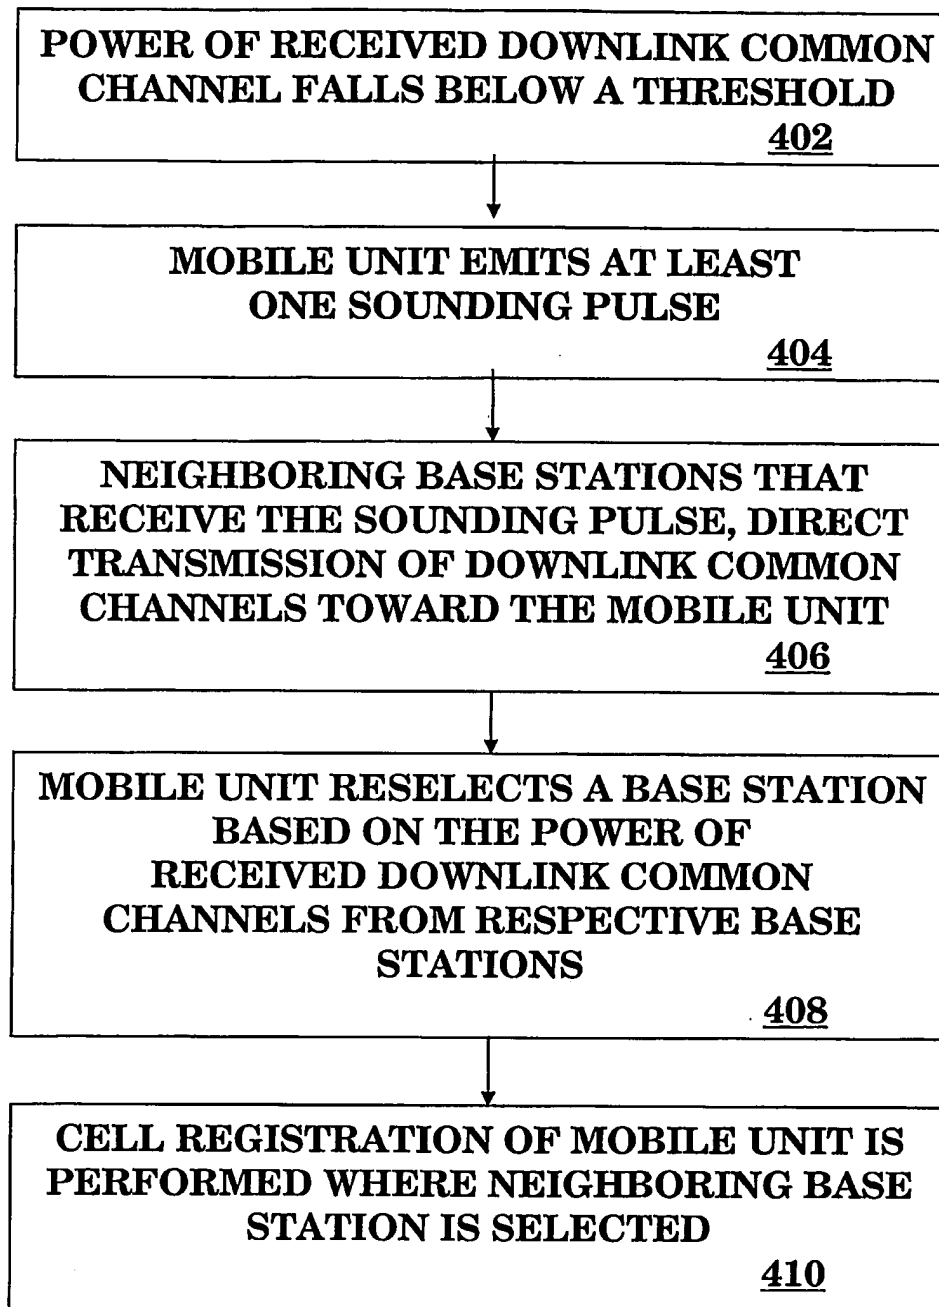 POWER OF RECEIVED DOWNLINK COMMON
CHANNEL FALLS BELOW A THRESHOLD
402
MOBILE UNIT EMITS AT LEAST
ONE SOUNDING PULSE
404
NEIGHBORING BASE STATIONS THAT
RECEIVE THE SOUNDING PULSE, DIRECT
TRANSMISSION OF DOWNLINK COMMON
CHANNELS TOWARD THE MOBILE UNIT
406
MOBILE UNIT RESELECTS A BASE STATION
BASED ON THE POWER OF
RECEIVED DOWNLINK COMMON
CHANNELS FROM RESPECTIVE BASE
STATIONS
408
CELL REGISTRATION OF MOBILE UNIT IS
PERFORMED WHERE NEIGHBORING BASE
STATION IS SELECTED
410